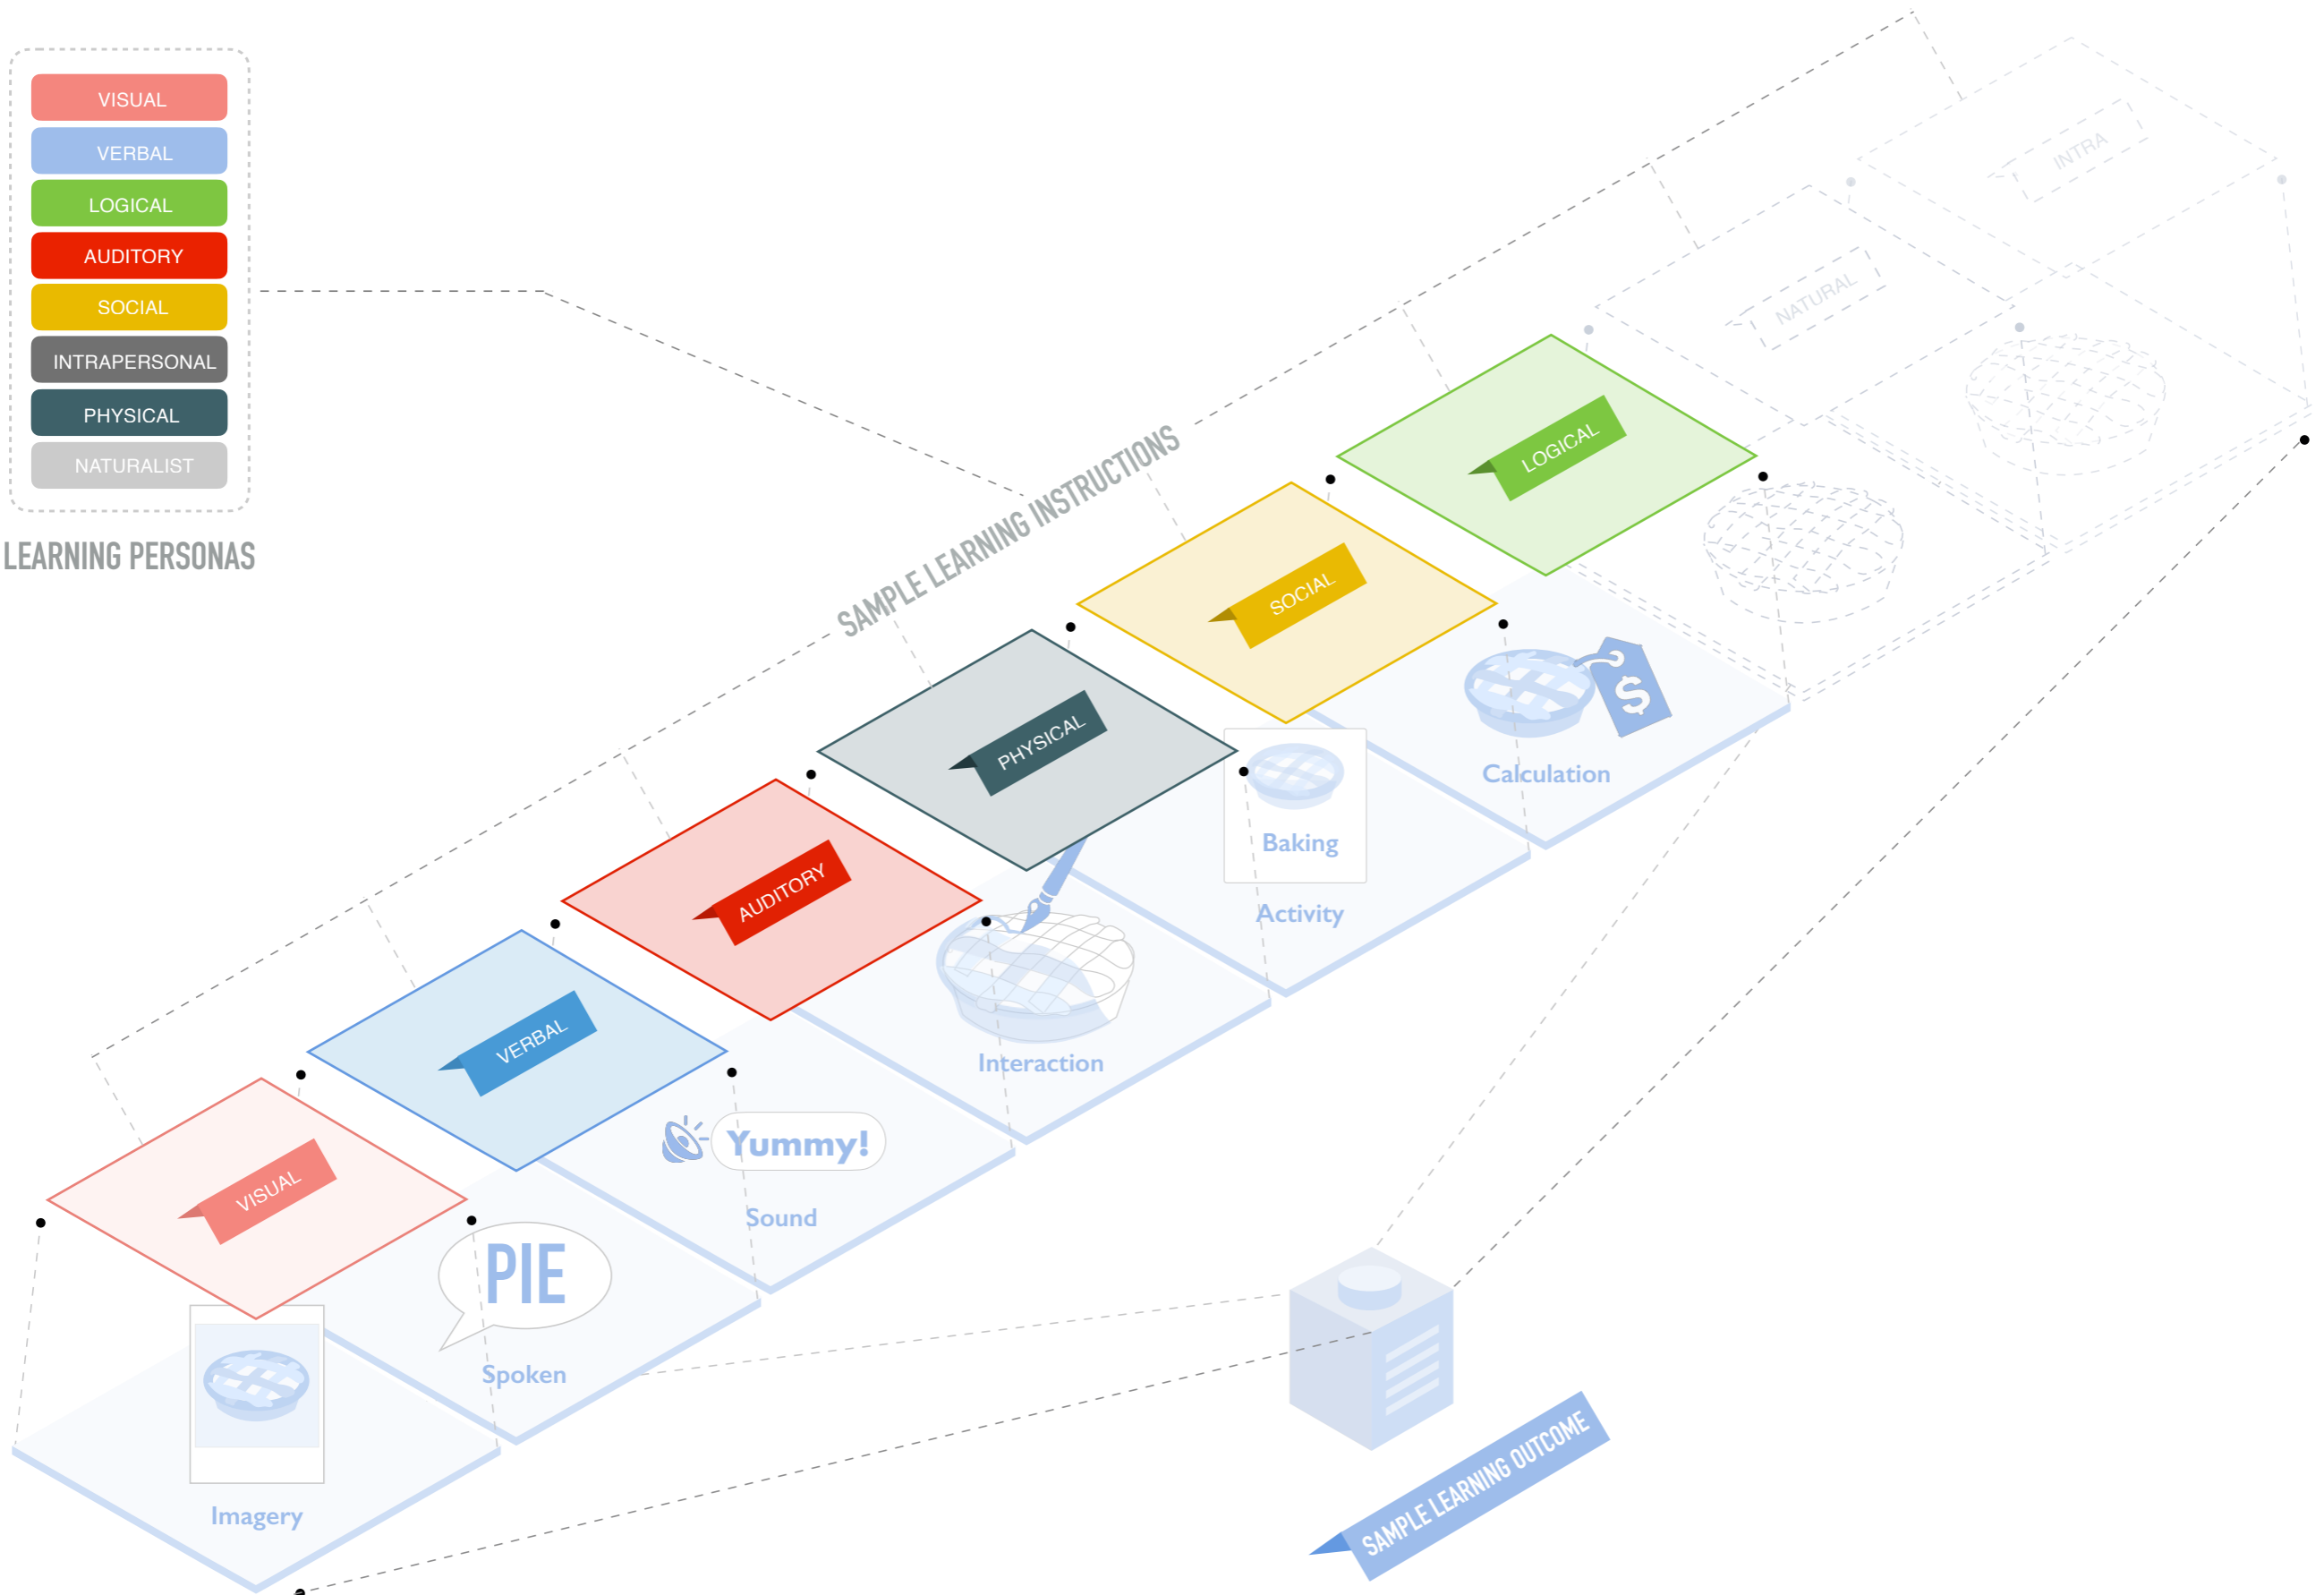 VISUAL
VERBAL
LOGICAL
AUDITORY
SOCIAL
INTRAPERSONAL
PHYSICAL
NATURALIST
LEARNING PERSONAS
SAMPLE LEARNING INSTRUCTIONS
INTRA
NATURAL
LOGICAL
SOCIAL
PHYSICAL
AUDITORY
VERBAL
VISUAL
$
Calculation
Baking
Activity
Interaction
Yummy!
Sound
PIE
Spoken
Imagery
SAMPLE LEARNING OUTCOME